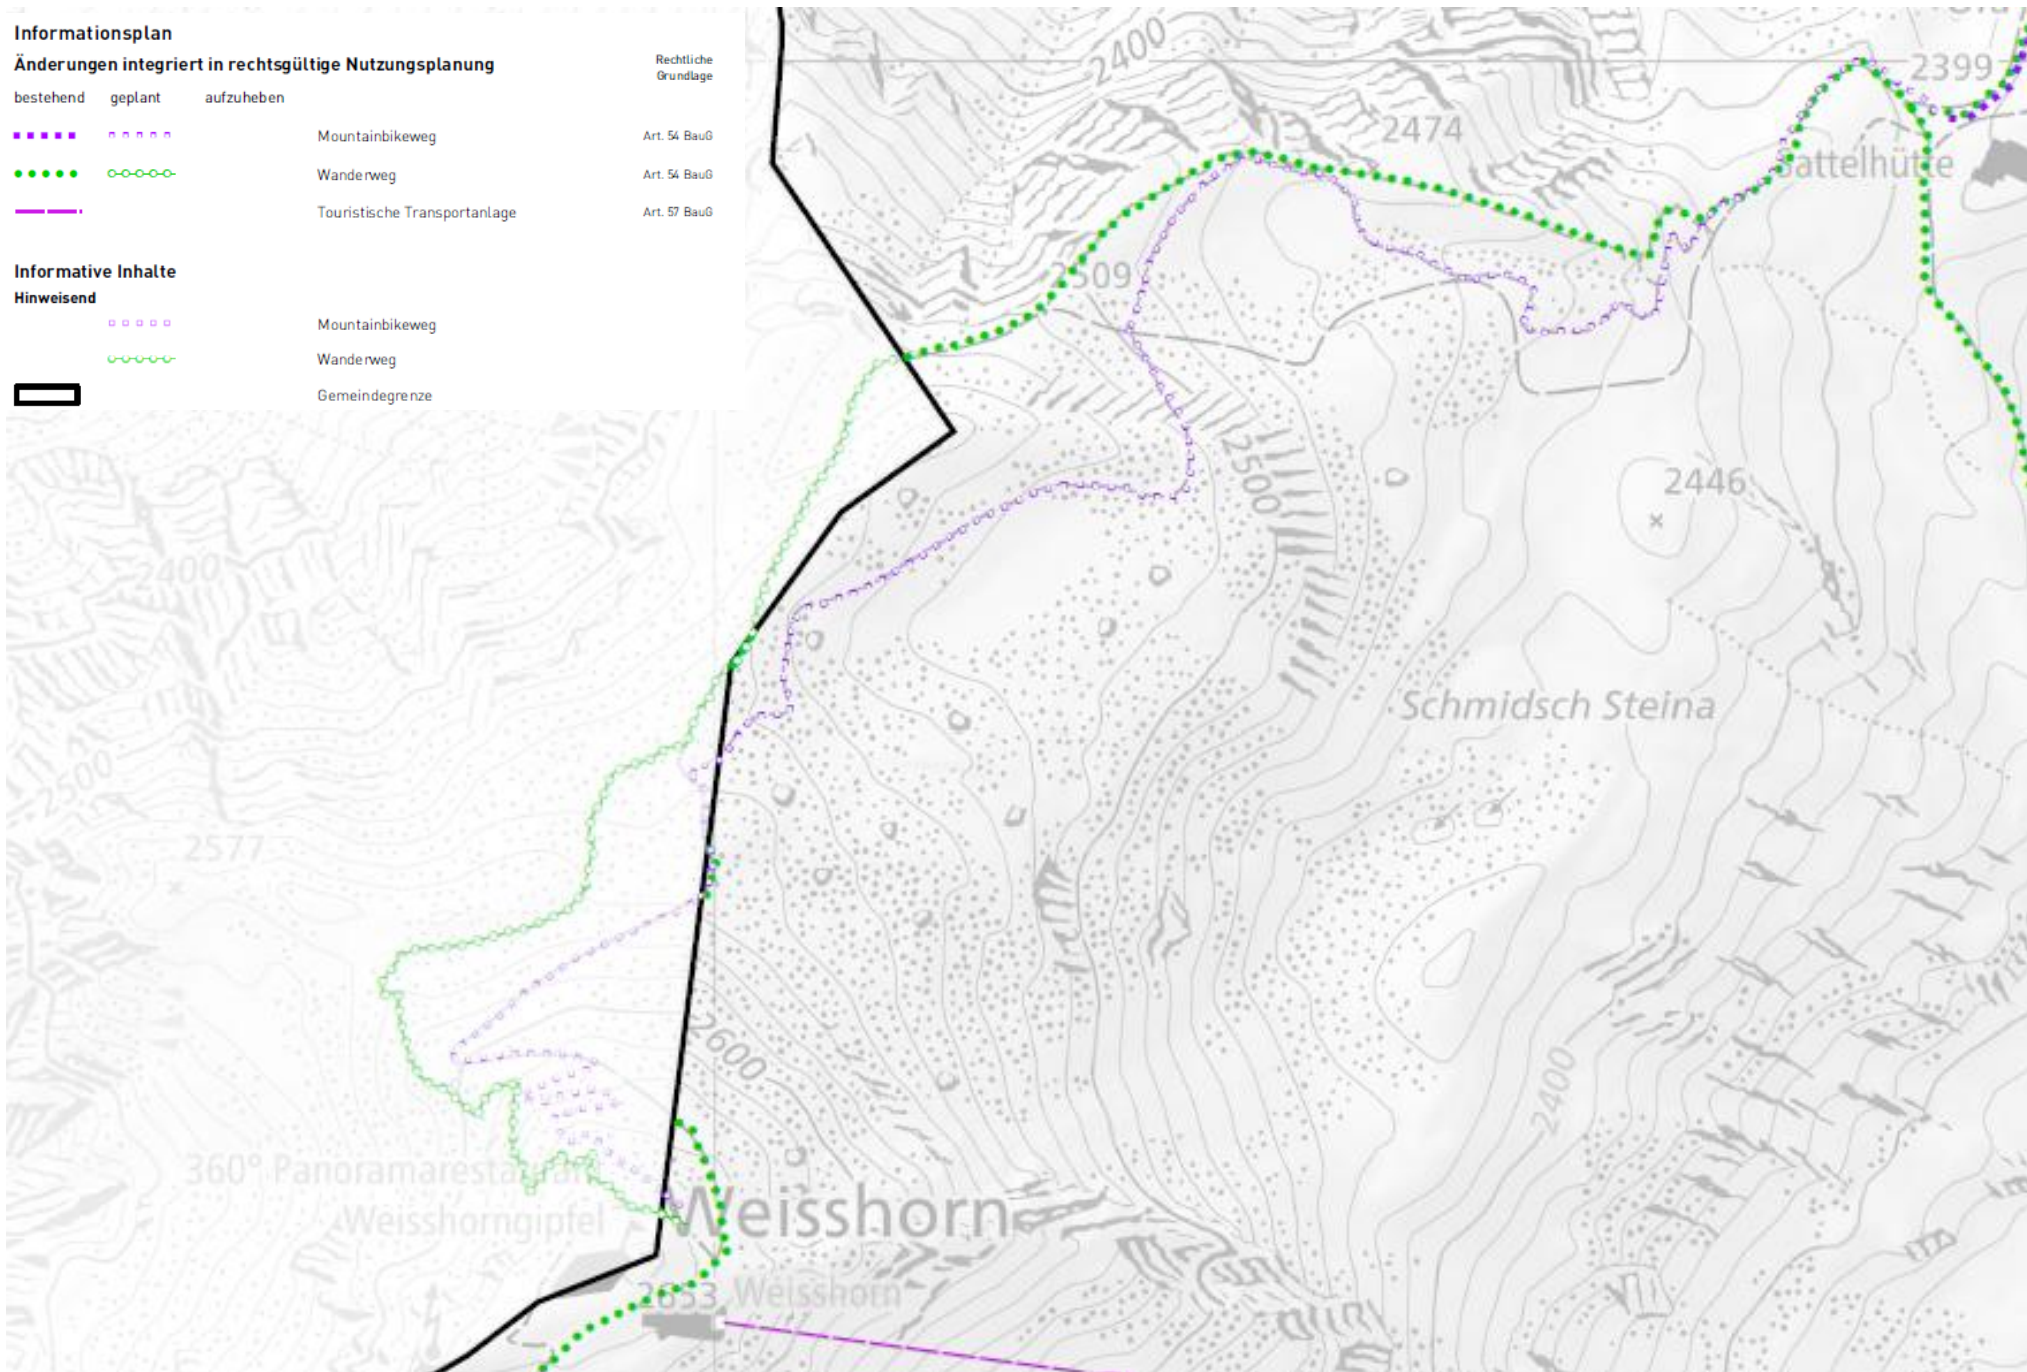 Informationsplan
Änderungen integriert in rechtsgültige Nutzungsplanung
Rechtliche
Grundlage
bestehend geplant aufzuheben
Mountainbikeweg Art. 54 BauG
Wanderweg Art. 54 BauG
Touristische Transportanlage Art. 57 BauG
Informative Inhalte
Hinweisend
Mountainbikeweg
Wanderweg
Gemeindegrenze
2400
2399
2474
Sattelhütte
2509
2500
2446
2400
Schmidsch Steina
2500
2577
2600
2400
360° Panoramarestaurant
Weisshorngipfel
Weisshorn
2653 Weisshorn